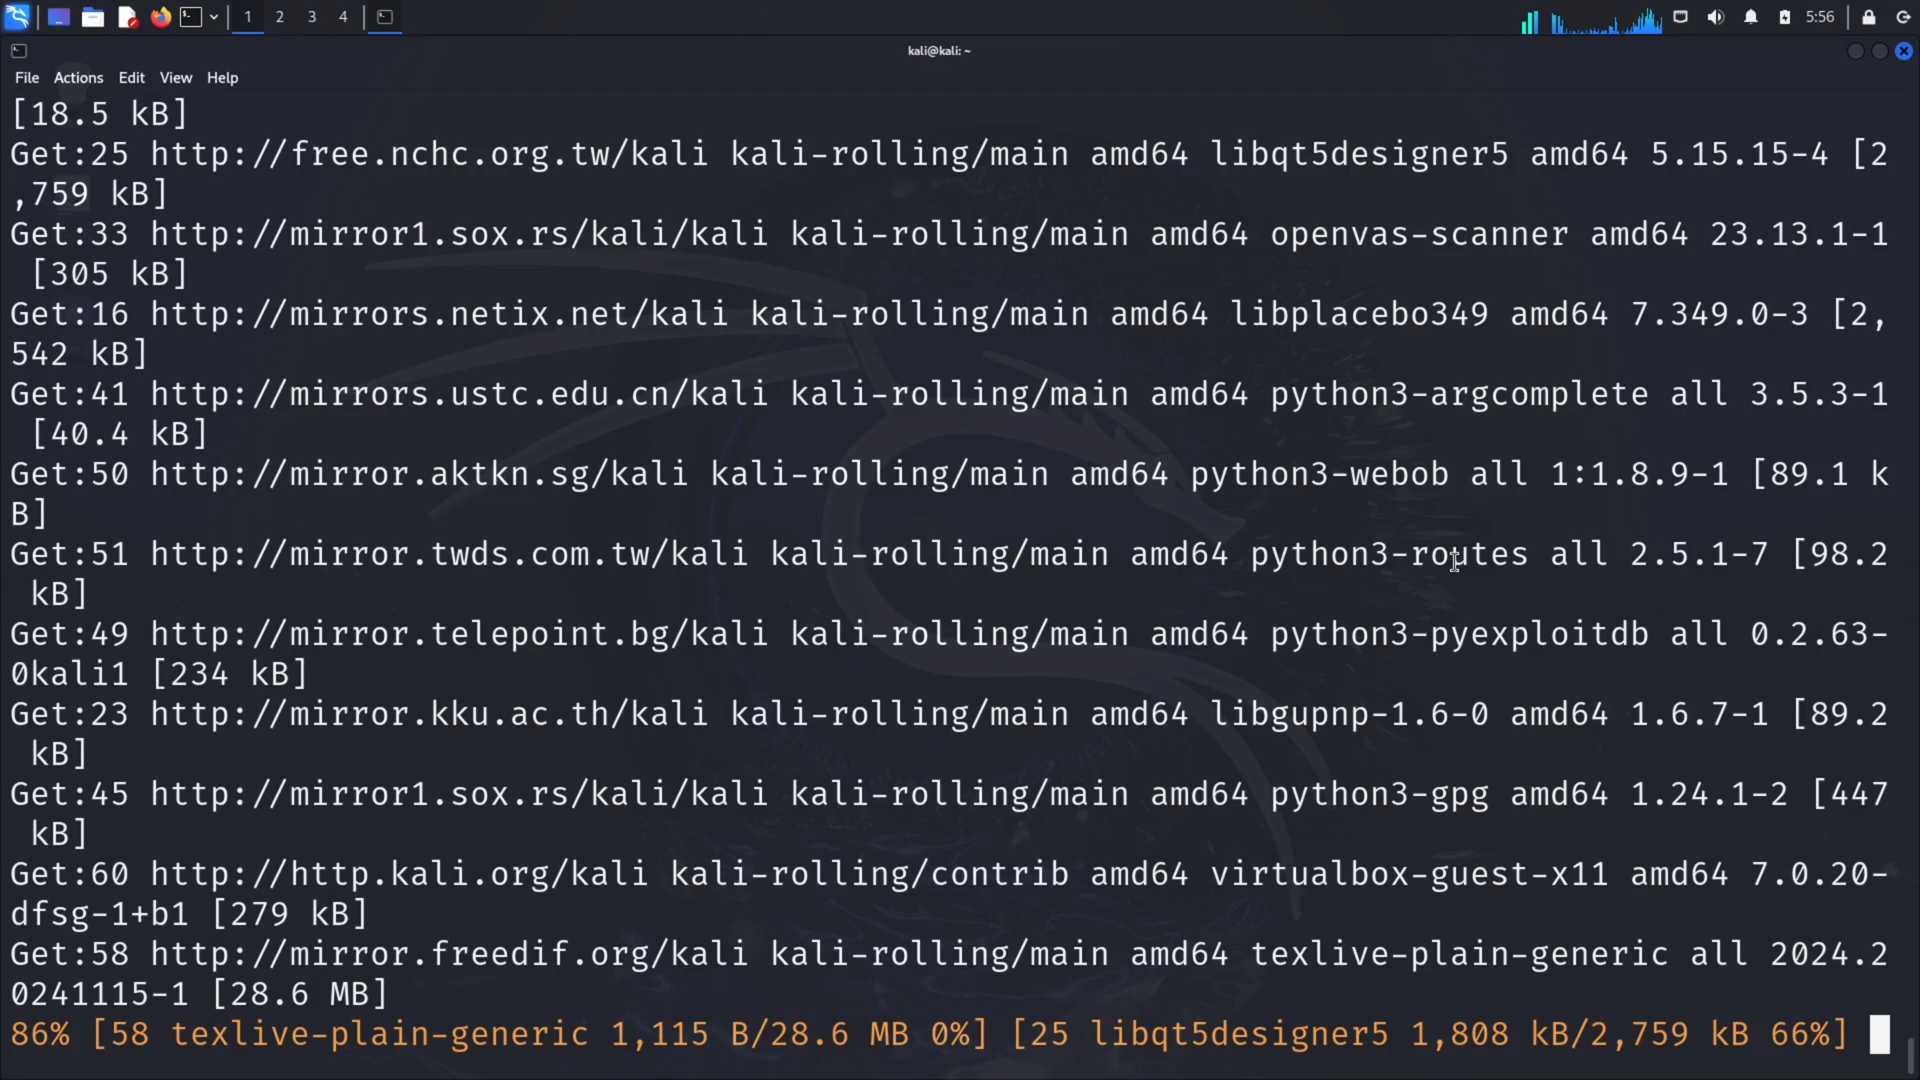 1 2 3 4 5:56
kali@kali: ~
File Actions Edit View Help
[18.5 kB]
Get:25 http://free.nchc.org.tw/kali kali-rolling/main amd64 libqt5designer5 amd64 5.15.15-4 [2
,759 kB]
Get:33 http://mirror1.sox.rs/kali/kali kali-rolling/main amd64 openvas-scanner amd64 23.13.1-1
 [305 kB]
Get:16 http://mirrors.netix.net/kali kali-rolling/main amd64 libplacebo349 amd64 7.349.0-3 [2,
542 kB]
Get:41 http://mirrors.ustc.edu.cn/kali kali-rolling/main amd64 python3-argcomplete all 3.5.3-1
 [40.4 kB]
Get:50 http://mirror.aktkn.sg/kali kali-rolling/main amd64 python3-webob all 1:1.8.9-1 [89.1 k
B]
Get:51 http://mirror.twds.com.tw/kali kali-rolling/main amd64 python3-routes all 2.5.1-7 [98.2
 kB]
Get:49 http://mirror.telepoint.bg/kali kali-rolling/main amd64 python3-pyexploitdb all 0.2.63-
0kali1 [234 kB]
Get:23 http://mirror.kku.ac.th/kali kali-rolling/main amd64 libgupnp-1.6-0 amd64 1.6.7-1 [89.2
 kB]
Get:45 http://mirror1.sox.rs/kali/kali kali-rolling/main amd64 python3-gpg amd64 1.24.1-2 [447
 kB]
Get:60 http://http.kali.org/kali kali-rolling/contrib amd64 virtualbox-guest-x11 amd64 7.0.20-
dfsg-1+b1 [279 kB]
Get:58 http://mirror.freedif.org/kali kali-rolling/main amd64 texlive-plain-generic all 2024.2
0241115-1 [28.6 MB]
86% [58 texlive-plain-generic 1,115 B/28.6 MB 0%] [25 libqt5designer5 1,808 kB/2,759 kB 66%]